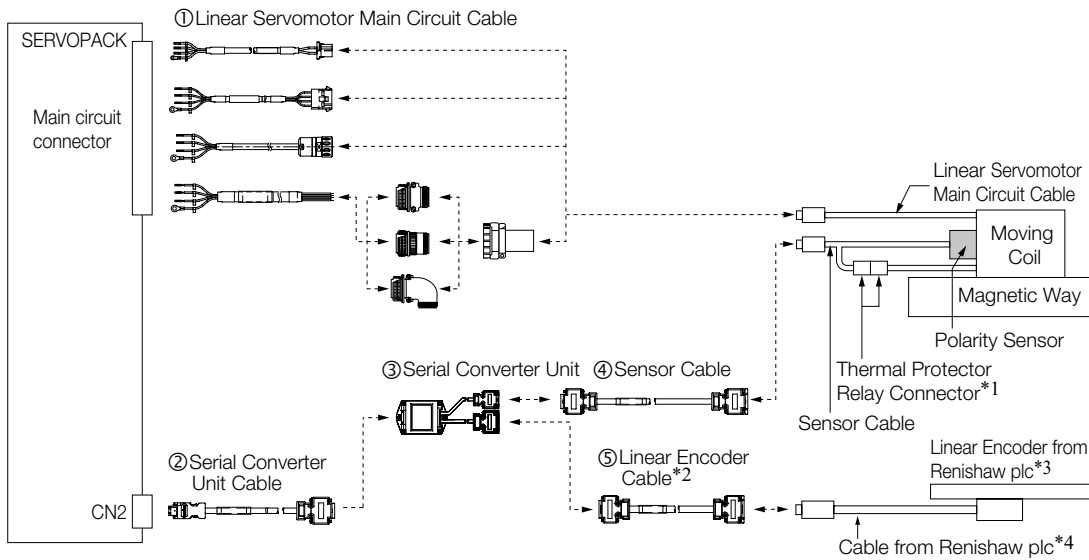 ①Linear Servomotor Main Circuit Cable
SERVOPACK
Main circuit
connector
Linear Servomotor
Main Circuit Cable
Moving
Coil
Magnetic Way
Polarity Sensor
Thermal Protector
Relay Connector*1
Sensor Cable
③Serial Converter Unit
④Sensor Cable
②Serial Converter
Unit Cable
CN2
⑤Linear Encoder
Cable*2
Linear Encoder from
Renishaw plc*3
Cable from Renishaw plc*4